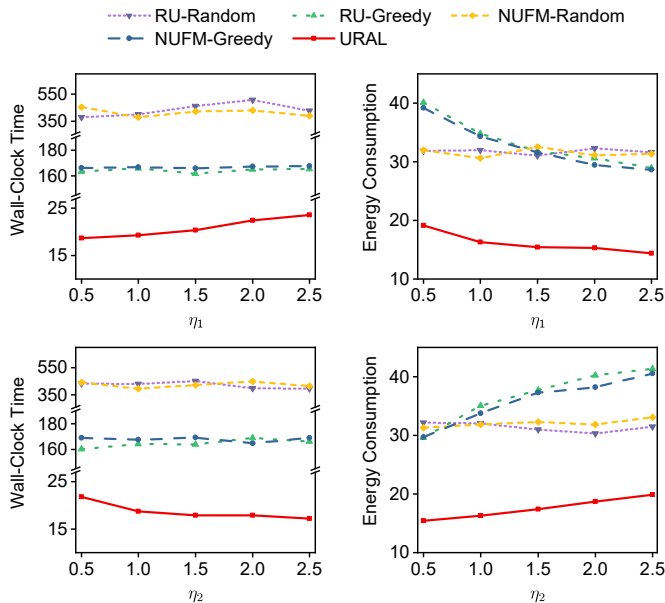 RU-Random RU-Greedy NUFM-Random
NUFM-Greedy URAL
Wall-Clock Time
550
350
180
160
25
15
0.5 1.0 1.5 2.0 2.5
η1
Energy Consumption
40
30
20
10
0.5 1.0 1.5 2.0 2.5
η1
Wall-Clock Time
550
350
180
160
25
15
0.5 1.0 1.5 2.0 2.5
η2
Energy Consumption
40
30
20
10
0.5 1.0 1.5 2.0 2.5
η2